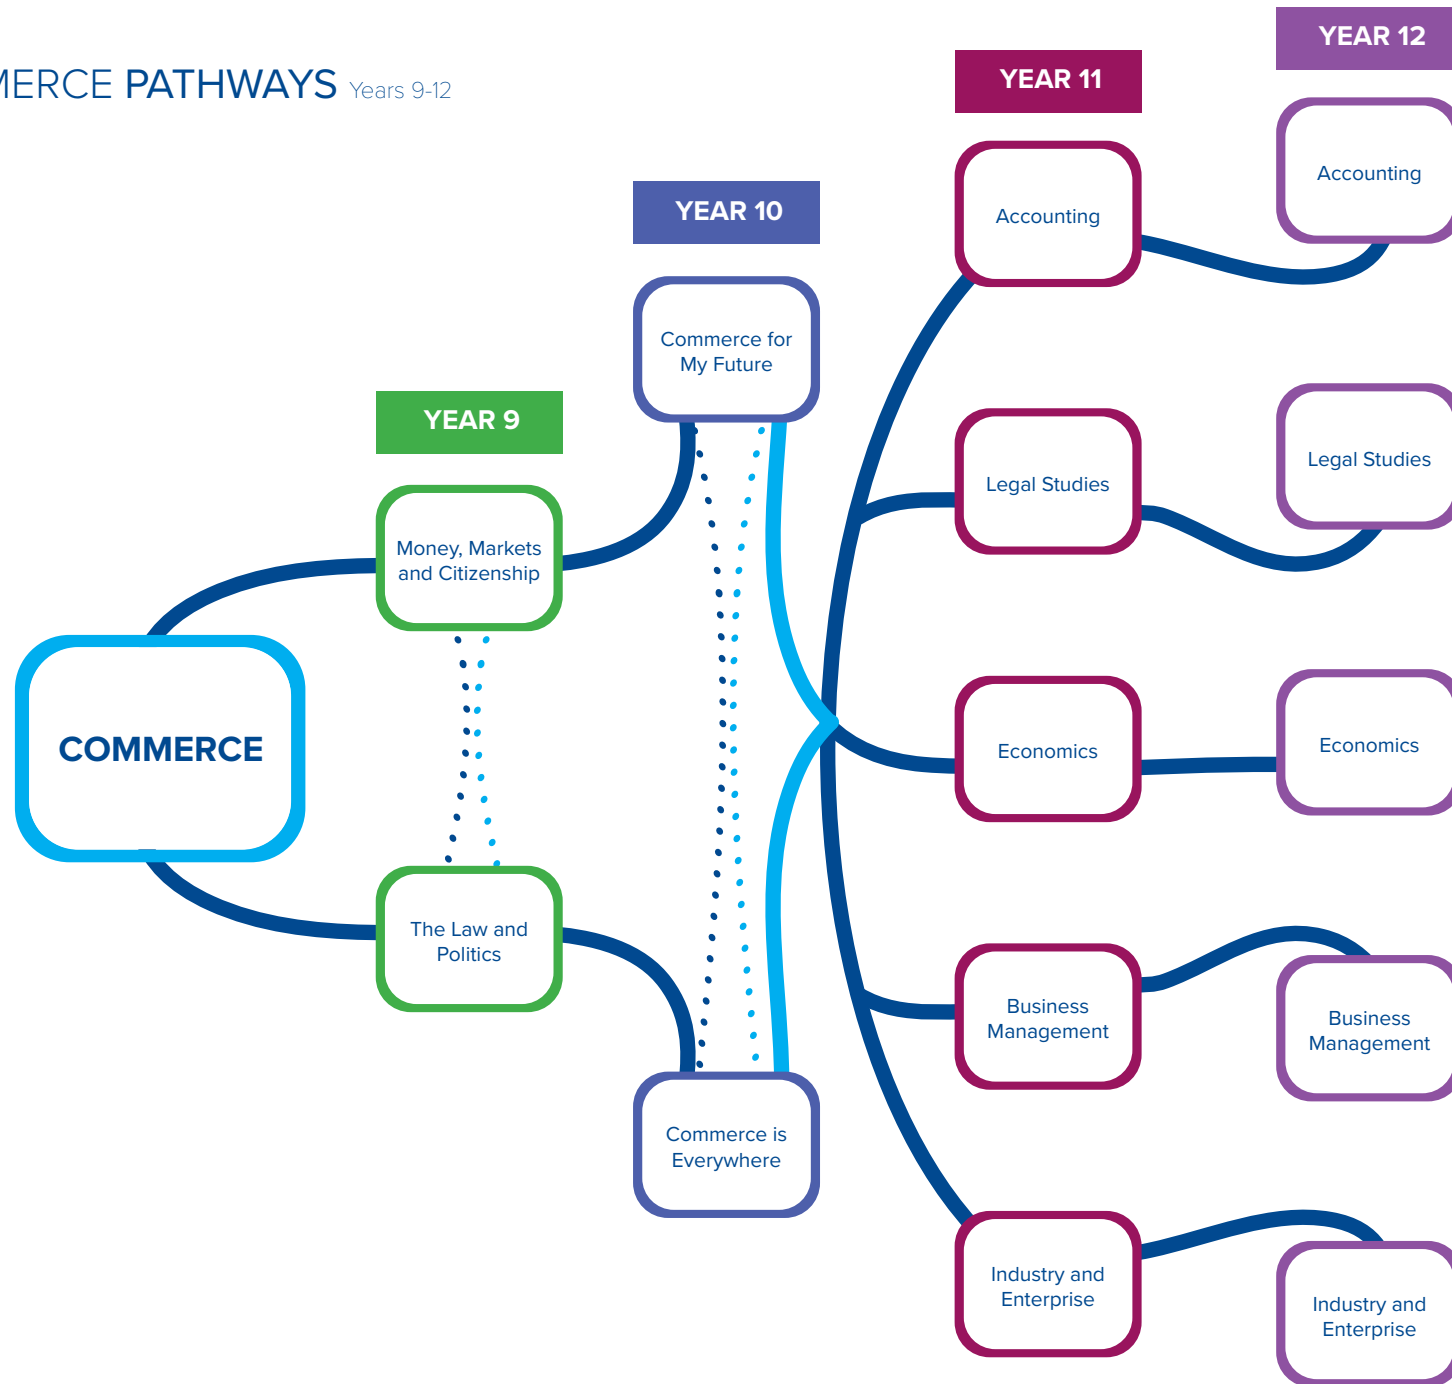 MERCE PATHWAYS Years 9-12
COMMERCE
YEAR 9
Money, Markets
and Citizenship
The Law and
Politics
YEAR 10
Commerce for
My Future
Commerce is
Everywhere
YEAR 11
Accounting
Legal Studies
Economics
Business
Management
Industry and
Enterprise
YEAR 12
Accounting
Legal Studies
Economics
Business
Management
Industry and
Enterprise